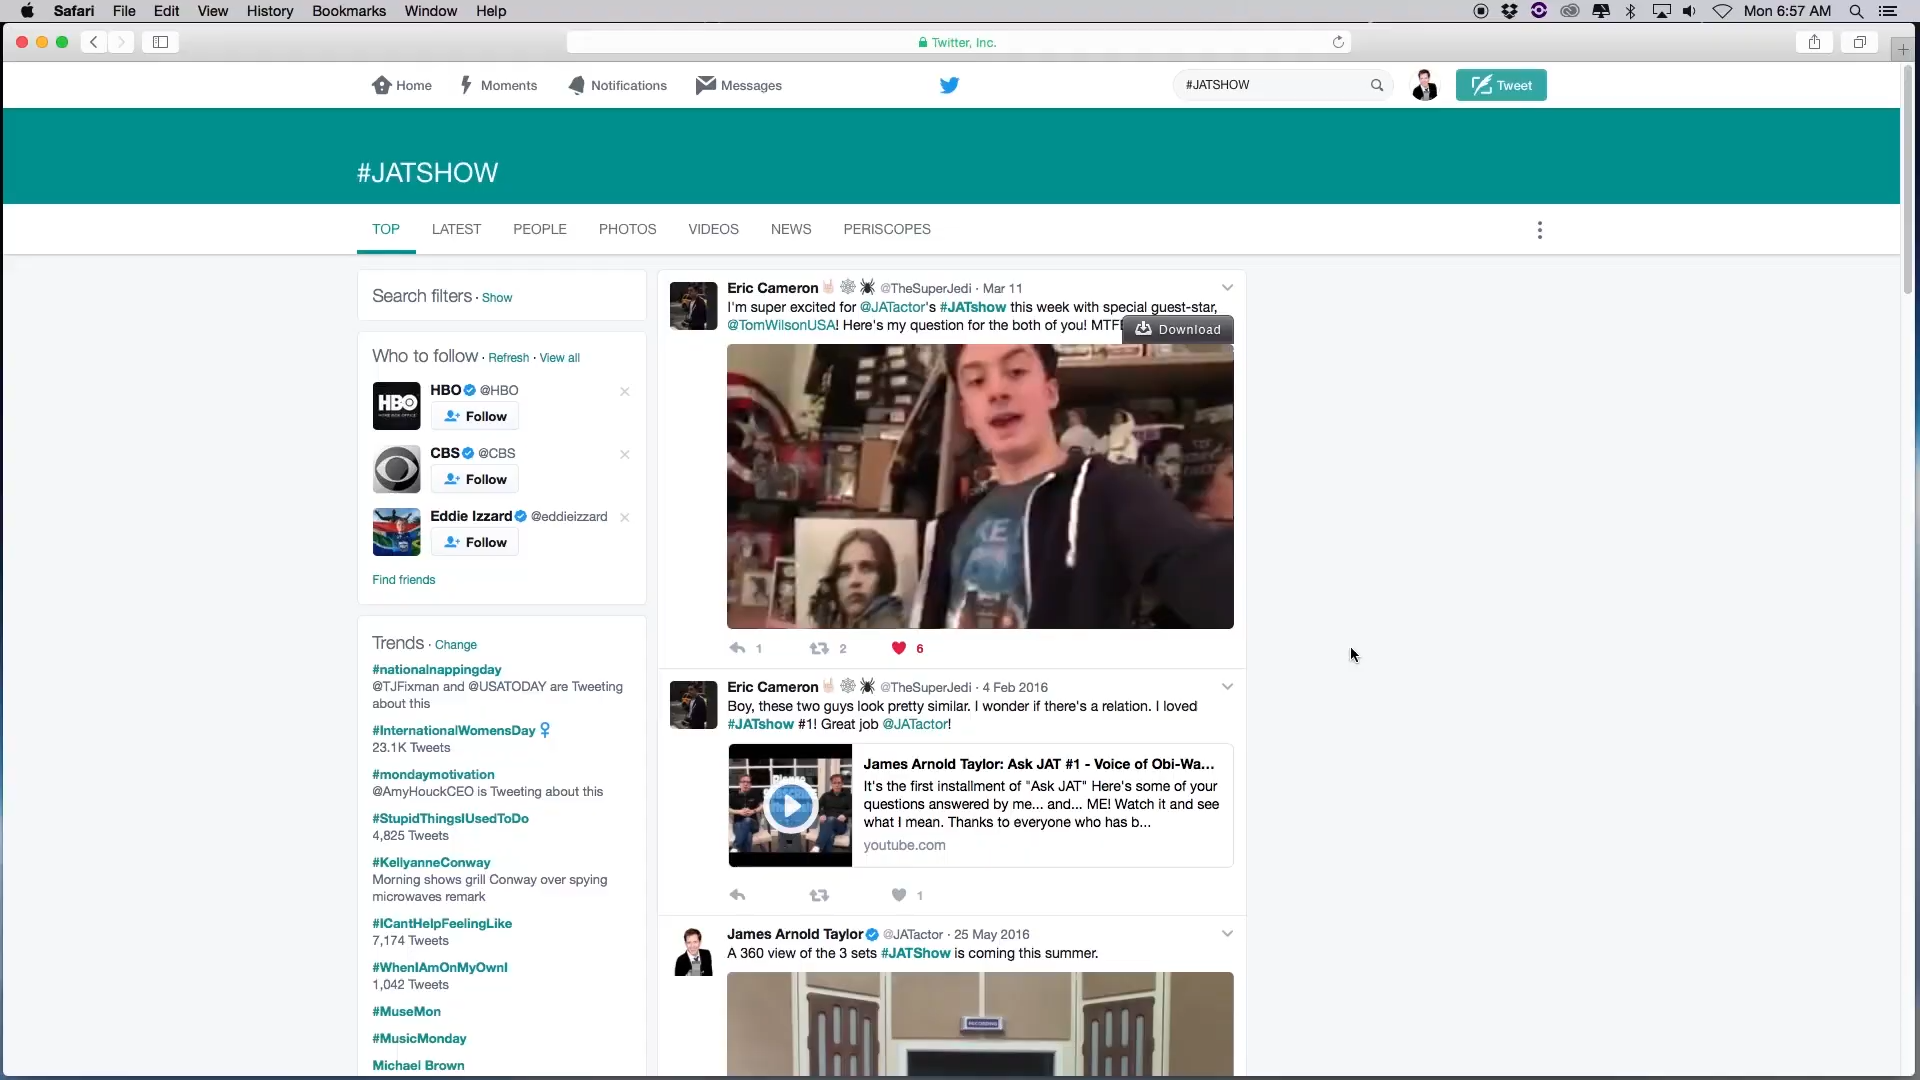 Safari File Edit View History Bookmarks Window Help
Mon 6:57 AM
Twitter, Inc.
Home Moments Notifications Messages
#JATSHOW
Tweet
#JATSHOW
TOP LATEST PEOPLE PHOTOS VIDEOS NEWS PERISCOPES
Search filters · Show
Who to follow · Refresh · View all
HBO @HBO
HBO
Follow
CBS @CBS
Follow
Eddie Izzard @eddieizzard
Follow
Find friends
Trends · Change
#nationalnappingday
@TJFixman and @USATODAY are Tweeting
about this
#InternationalWomensDay
23.1K Tweets
#mondaymotivation
@AmyHouckCEO is Tweeting about this
#StupidThingsIUsedToDo
4,825 Tweets
#KellyanneConway
Morning shows grill Conway over spying
microwaves remark
#ICantHelpFeelingLike
7,174 Tweets
#WhenIAmOnMyOwnI
1,042 Tweets
#MuseMon
#MusicMonday
Michael Brown
Eric Cameron @TheSuperJedi · Mar 11
I'm super excited for @JATactor's #JATshow this week with special guest-star,
@TomWilsonUSA! Here's my question for the both of you!
Download
1 2 6
Eric Cameron @TheSuperJedi · 4 Feb 2016
Boy, these two guys look pretty similar. I wonder if there's a relation. I loved
#JATshow #1! Great job @JATactor!
James Arnold Taylor: Ask JAT #1 - Voice of Obi-Wa...
It's the first installment of "Ask JAT" Here's some of your
questions answered by me... and... ME! Watch it and see
what I mean. Thanks to everyone who has b...
youtube.com
1
James Arnold Taylor @JATactor · 25 May 2016
A 360 view of the 3 sets #JATShow is coming this summer.
RECORDING